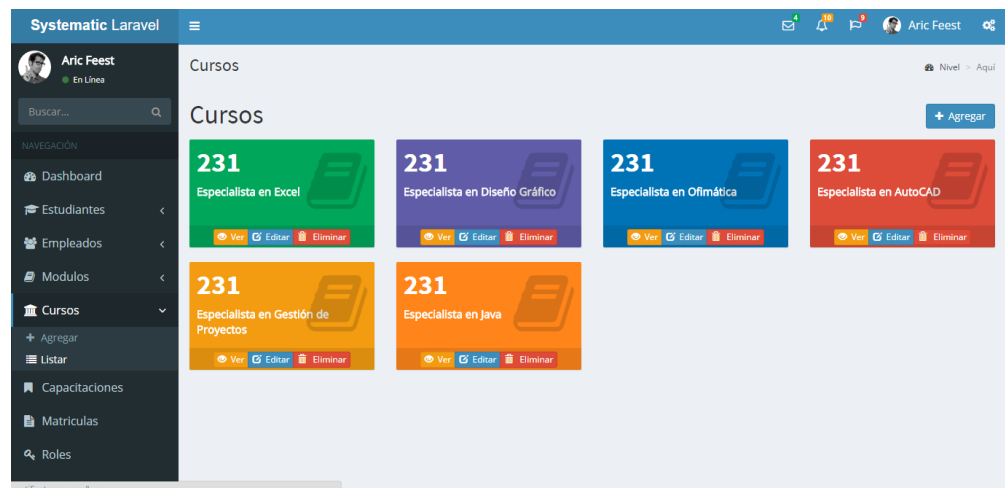 Systematic Laravel
4 10 9 Aric Feest
Aric Feest
En Línea
Buscar...
NAVEGACIÓN
Dashboard
Estudiantes
Empleados
Modulos
Cursos
Agregar
Listar
Capacitaciones
Matriculas
Roles
Cursos
Nivel > Aquí
Cursos
Agregar
231
Especialista en Excel
Ver Editar Eliminar
231
Especialista en Diseño Gráfico
Ver Editar Eliminar
231
Especialista en Ofimática
Ver Editar Eliminar
231
Especialista en AutoCAD
Ver Editar Eliminar
231
Especialista en Gestión de
Proyectos
Ver Editar Eliminar
231
Especialista en Java
Ver Editar Eliminar